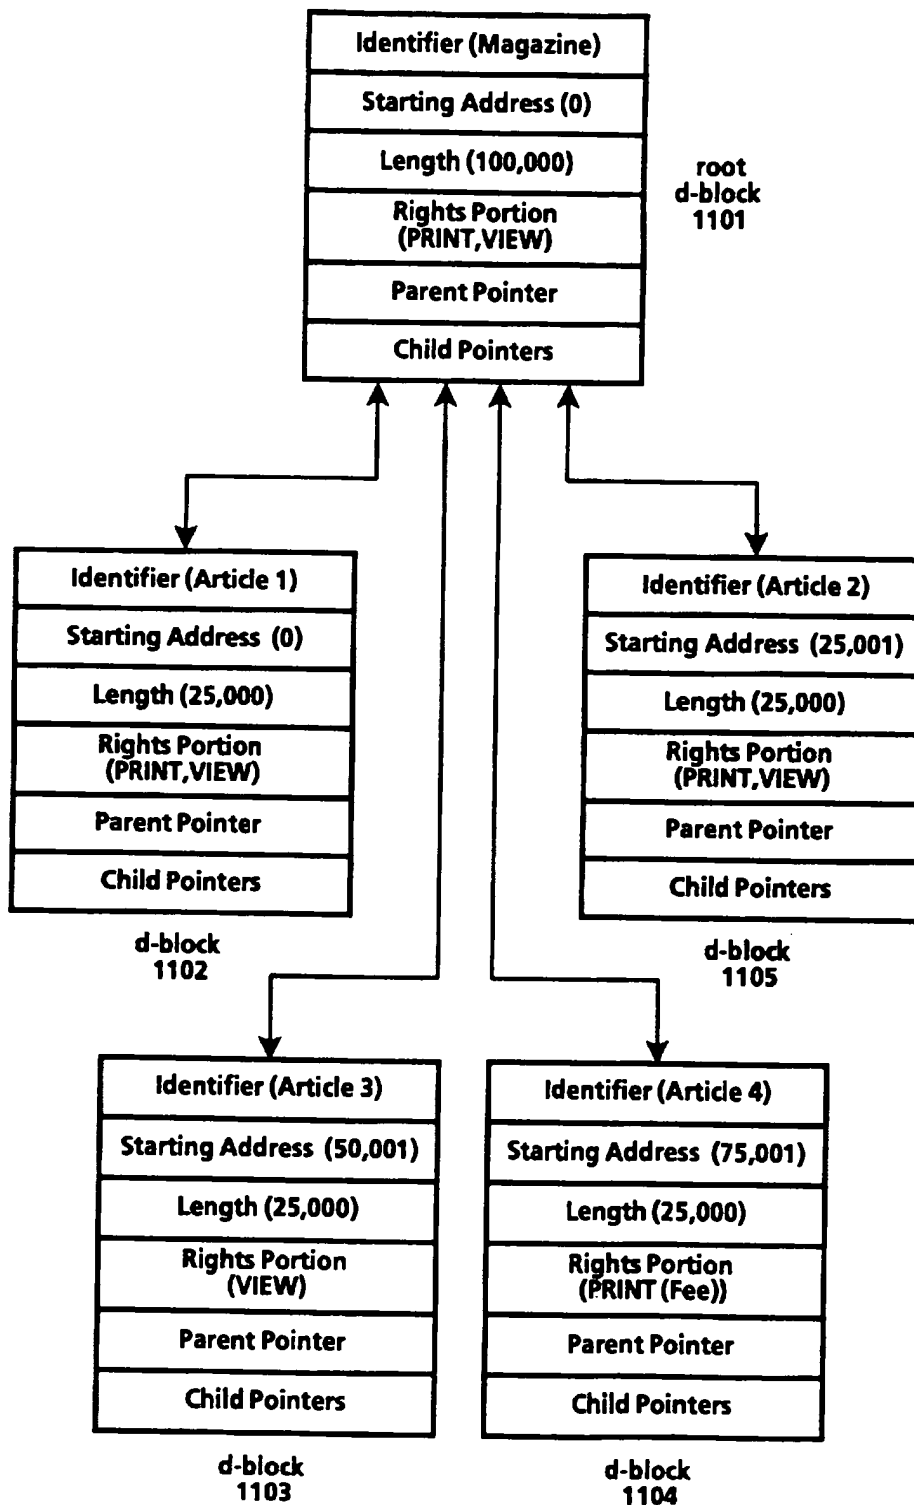 Identifier (Magazine)
Starting Address (0)
Length (100,000)
Rights Portion
(PRINT,VIEW)
Parent Pointer
Child Pointers
root
d-block
1101
Identifier (Article 1)
Starting Address (0)
Length (25,000)
Rights Portion
(PRINT,VIEW)
Parent Pointer
Child Pointers
d-block
1102
Identifier (Article 2)
Starting Address (25,001)
Length (25,000)
Rights Portion
(PRINT,VIEW)
Parent Pointer
Child Pointers
d-block
1105
Identifier (Article 3)
Starting Address (50,001)
Length (25,000)
Rights Portion
(VIEW)
Parent Pointer
Child Pointers
d-block
1103
Identifier (Article 4)
Starting Address (75,001)
Length (25,000)
Rights Portion
(PRINT (Fee))
Parent Pointer
Child Pointers
d-block
1104